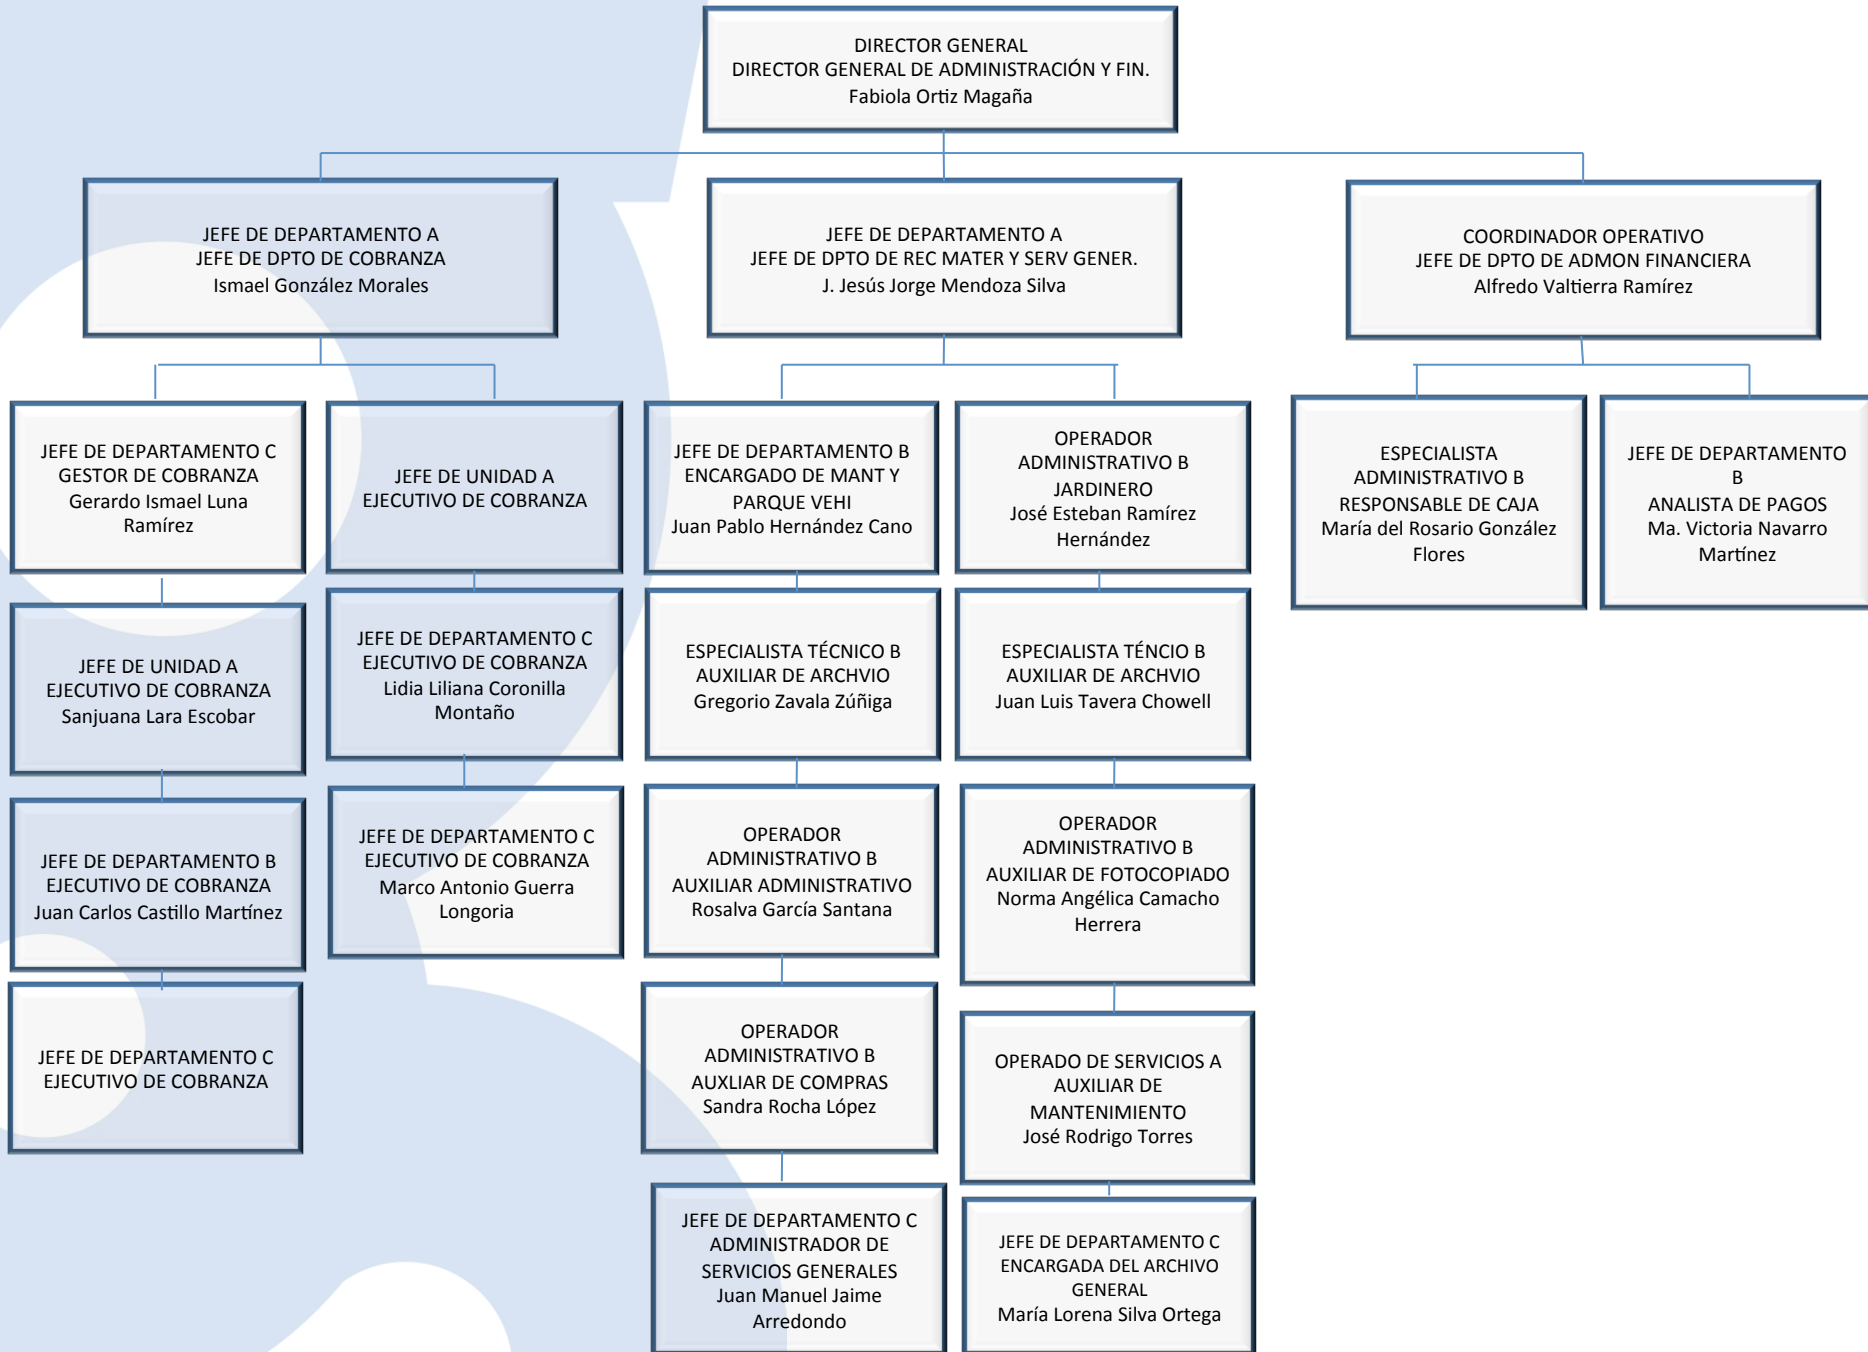 DIRECTOR GENERAL
DIRECTOR GENERAL DE ADMINISTRACIÓN Y FIN.
Fabiola Ortiz Magaña
JEFE DE DEPARTAMENTO A
JEFE DE DPTO DE COBRANZA
Ismael González Morales
JEFE DE DEPARTAMENTO A
JEFE DE DPTO DE REC MATER Y SERV GENER.
J. Jesús Jorge Mendoza Silva
COORDINADOR OPERATIVO
JEFE DE DPTO DE ADMON FINANCIERA
Alfredo Valtierra Ramírez
JEFE DE DEPARTAMENTO C
GESTOR DE COBRANZA
Gerardo Ismael Luna
Ramírez
JEFE DE UNIDAD A
EJECUTIVO DE COBRANZA
JEFE DE DEPARTAMENTO B
ENCARGADO DE MANT Y
PARQUE VEHI
Juan Pablo Hernández Cano
OPERADOR
ADMINISTRATIVO B
JARDINERO
José Esteban Ramírez
Hernández
ESPECIALISTA
ADMINISTRATIVO B
RESPONSABLE DE CAJA
María del Rosario González
Flores
JEFE DE DEPARTAMENTO
B
ANALISTA DE PAGOS
Ma. Victoria Navarro
Martínez
JEFE DE UNIDAD A
EJECUTIVO DE COBRANZA
Sanjuana Lara Escobar
JEFE DE DEPARTAMENTO C
EJECUTIVO DE COBRANZA
Lidia Liliana Coronilla
Montaño
ESPECIALISTA TÉCNICO B
AUXILIAR DE ARCHVIO
Gregorio Zavala Zúñiga
ESPECIALISTA TÉNCIO B
AUXILIAR DE ARCHVIO
Juan Luis Tavera Chowell
JEFE DE DEPARTAMENTO B
EJECUTIVO DE COBRANZA
Juan Carlos Castillo Martínez
JEFE DE DEPARTAMENTO C
EJECUTIVO DE COBRANZA
Marco Antonio Guerra
Longoria
OPERADOR
ADMINISTRATIVO B
AUXILIAR ADMINISTRATIVO
Rosalva García Santana
OPERADOR
ADMINISTRATIVO B
AUXILIAR DE FOTOCOPIADO
Norma Angélica Camacho
Herrera
JEFE DE DEPARTAMENTO C
EJECUTIVO DE COBRANZA
OPERADOR
ADMINISTRATIVO B
AUXLIAR DE COMPRAS
Sandra Rocha López
OPERADO DE SERVICIOS A
AUXILIAR DE
MANTENIMIENTO
José Rodrigo Torres
JEFE DE DEPARTAMENTO C
ADMINISTRADOR DE
SERVICIOS GENERALES
Juan Manuel Jaime
Arredondo
JEFE DE DEPARTAMENTO C
ENCARGADA DEL ARCHIVO
GENERAL
María Lorena Silva Ortega